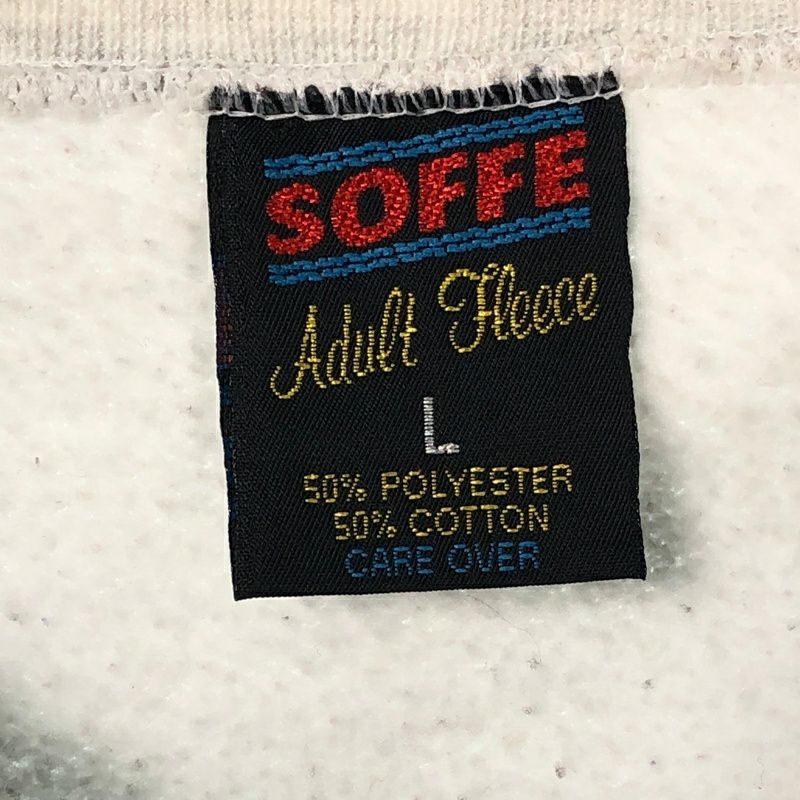 SOFFE
Adult Fleece
L
50% POLYESTER
50% COTTON
CARE OVER